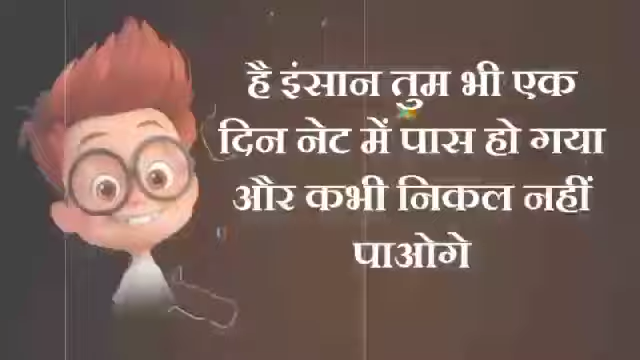 है इंसान तुम भी एक
दिन नेट में पास हो गया
और कभी निकल नहीं
पाओगे